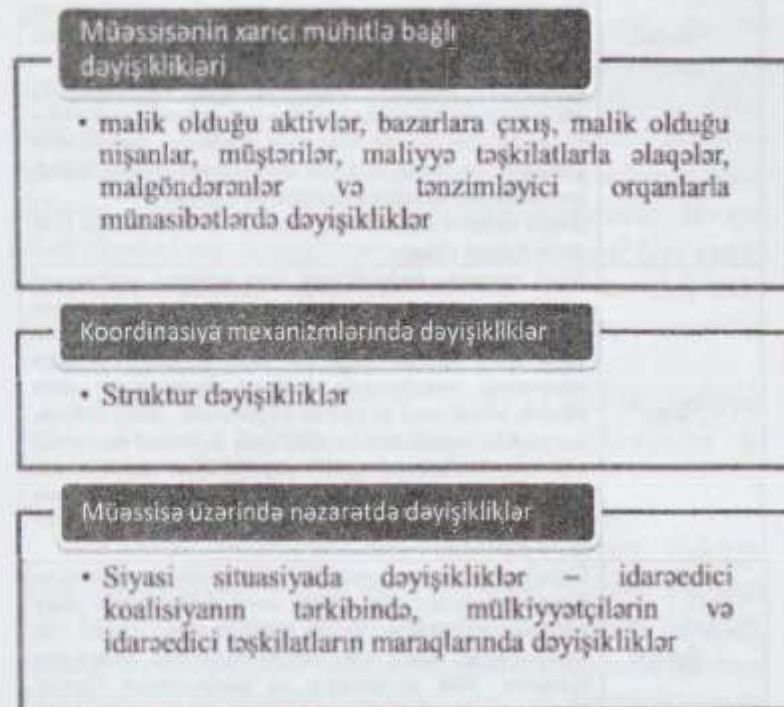 Müəssisənin xarici mühitlə bağlı
dəyişiklikləri
• malik olduğu aktivlər, bazarlara çıxış, malik olduğu
nişanlar, müştərilər, maliyyə təşkilatlarla əlaqələr,
malgöndərənlər və tənzimləyici orqanlarla
münasibətlərdə dəyişikliklər
Koordinasiya mexanizmlərində dəyişikliklər
• Struktur dəyişikliklər
Müəssisə üzərində nəzarətdə dəyişikliklər
• Siyasi situasiyada dəyişikliklər – idarəedici
koalisiyanın tərkibində, mülkiyyətçilərin və
idarəedici təşkilatların maraqlarında dəyişikliklər